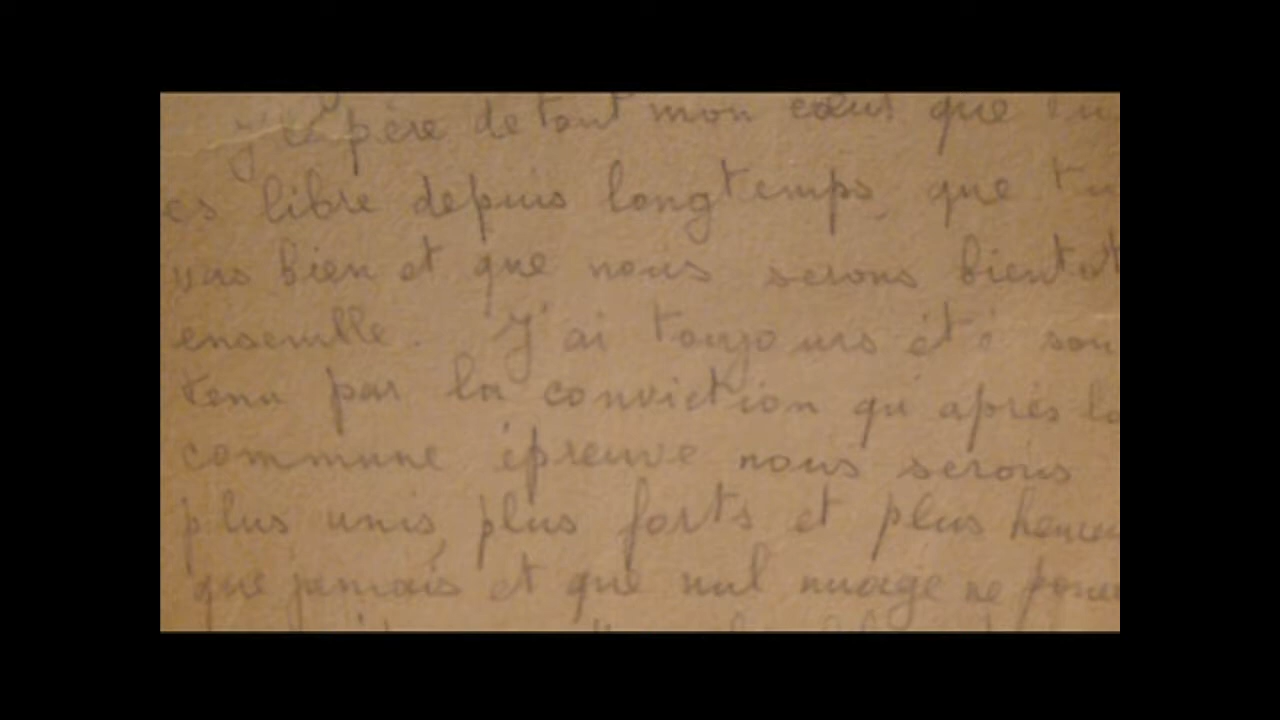 J'espère de tout mon cœur que tu
es libre depuis longtemps, que tu
vas bien et que nous serons bientôt
ensemble. J'ai toujours été sou
tenu par la conviction qu'après la
commune épreuve nous serons
plus unis, plus forts et plus heureu
que jamais et que nul nuage ne